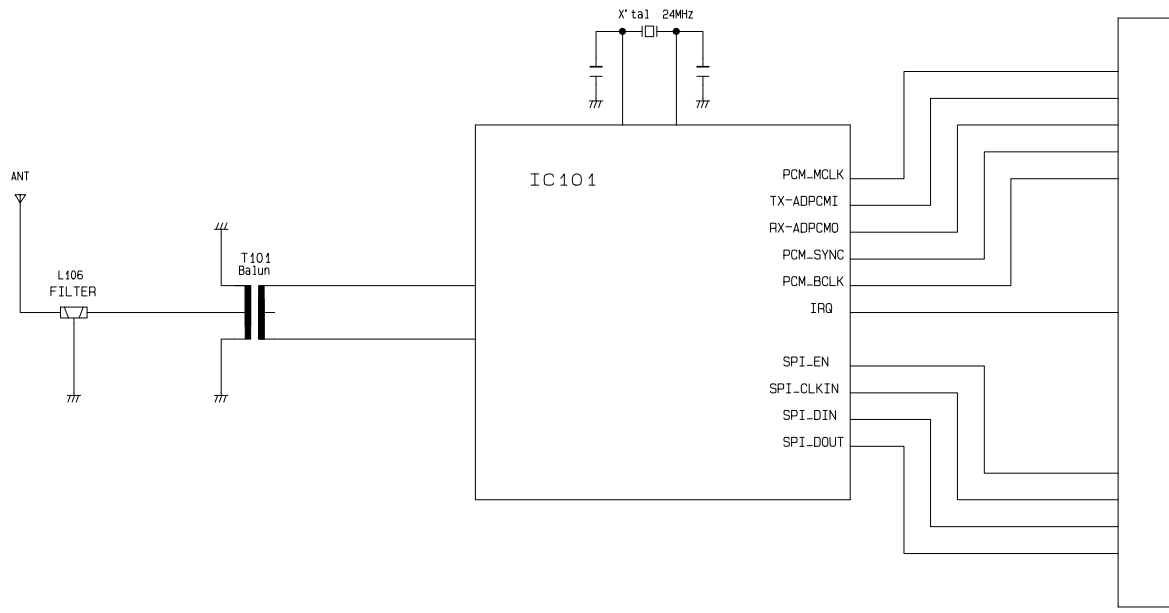 X'tal 24MHz
ANT
IC101
PCM_MCLK
TX-ADPCMI
RX-ADPCMO
PCM_SYNC
PCM_BCLK
IRQ
SPI_EN
SPI_CLKIN
SPI_DIN
SPI_DOUT
T101
Balun
L106
FILTER